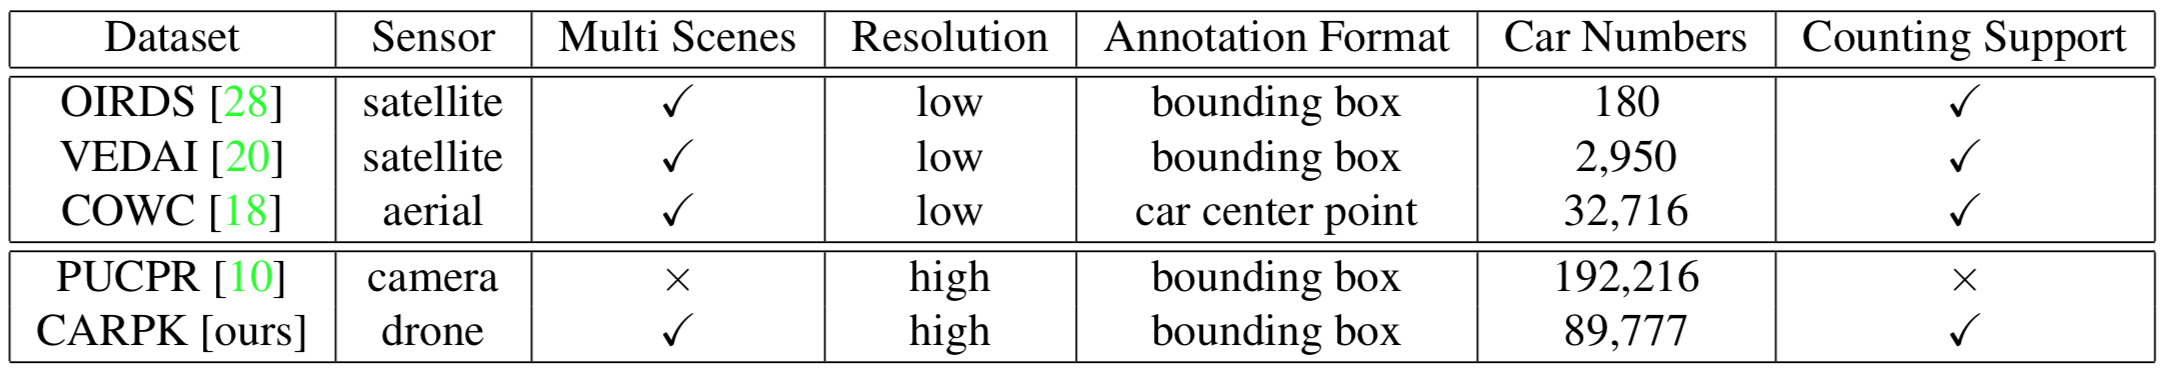 Dataset Sensor Multi Scenes Resolution Annotation Format Car Numbers Counting Support
OIRDS [28] satellite ✓ low bounding box 180 ✓
VEDAI [20] satellite ✓ low bounding box 2,950 ✓
COWC [18] aerial ✓ low car center point 32,716 ✓
PUCPR [10] camera × high bounding box 192,216 ×
CARPK [ours] drone ✓ high bounding box 89,777 ✓